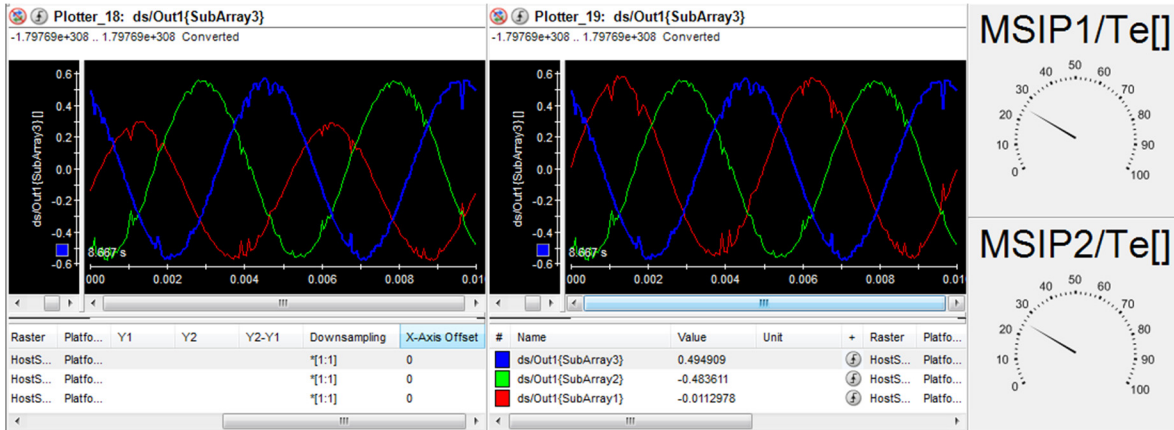 Plotter_18: ds/Out1{SubArray3}
-1.79769e+308 .. 1.79769e+308 Converted
ds/Out1{SubArray3}[]
0.6
0.4
0.2
0.0
-0.2
-0.4
-0.6
8.667 s
0.000 0.002 0.004 0.006 0.008 0.010
Raster Platfo... Y1 Y2 Y2-Y1 Downsampling X-Axis Offset
HostS... Platfo... *[1:1] 0
HostS... Platfo... *[1:1] 0
HostS... Platfo... *[1:1] 0
Plotter_19: ds/Out1{SubArray3}
-1.79769e+308 .. 1.79769e+308 Converted
ds/Out1{SubArray3}[]
0.6
0.4
0.2
0.0
-0.2
-0.4
-0.6
8.667 s
0.000 0.002 0.004 0.006 0.008 0.01
# Name Value Unit + Raster Platfo...
ds/Out1{SubArray3} 0.494909 HostS... Platfo...
ds/Out1{SubArray2} -0.483611 HostS... Platfo...
ds/Out1{SubArray1} -0.0112978 HostS... Platfo...
MSIP1/Te[]
0 10 20 30 40 50 60 70 80 90 100
MSIP2/Te[]
0 10 20 30 40 50 60 70 80 90 100